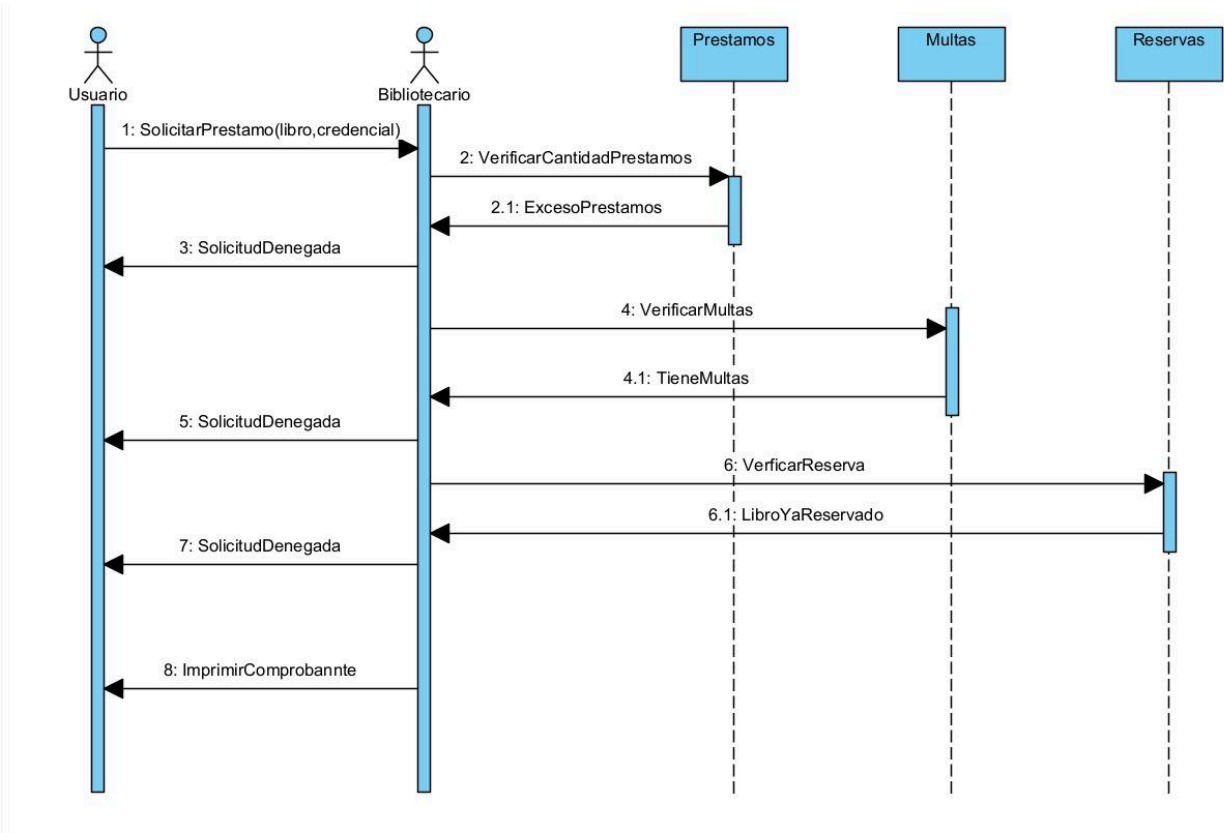 Prestamos
Multas
Reservas
Usuario
Bibliotecario
1: SolicitarPrestamo(libro,credencial)
2: VerificarCantidadPrestamos
2.1: ExcesoPrestamos
3: SolicitudDenegada
4: VerificarMultas
4.1: TieneMultas
5: SolicitudDenegada
6: VerficarReserva
6.1: LibroYaReservado
7: SolicitudDenegada
8: ImprimirComprobannte